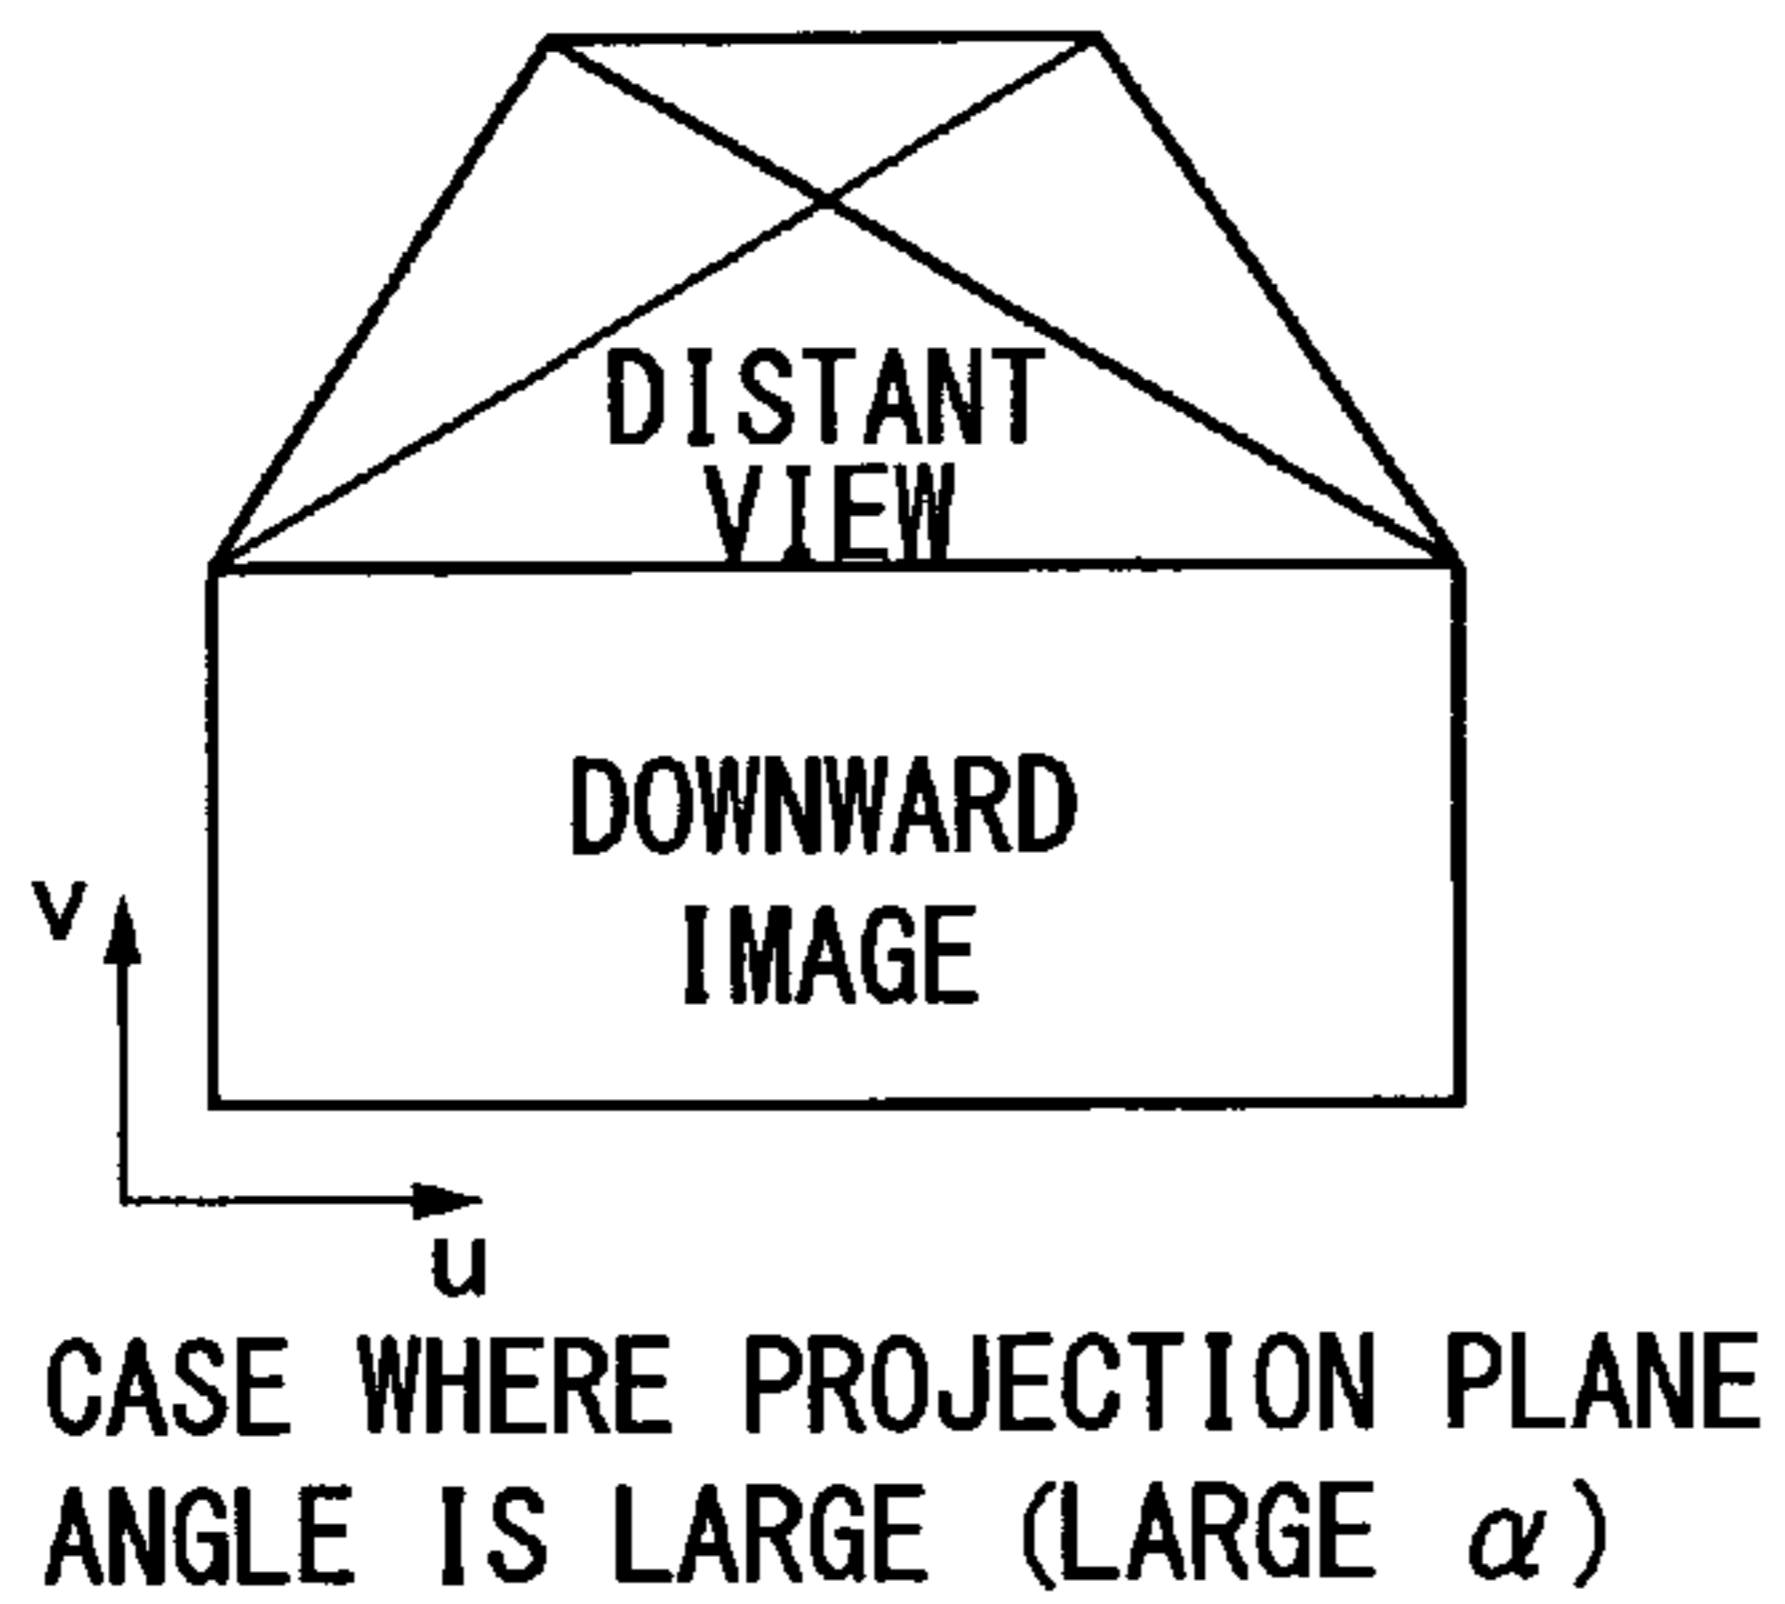 DISTANT
VIEW
DOWNWARD
IMAGE
v
u
CASE WHERE PROJECTION PLANE
ANGLE IS LARGE (LARGE α)